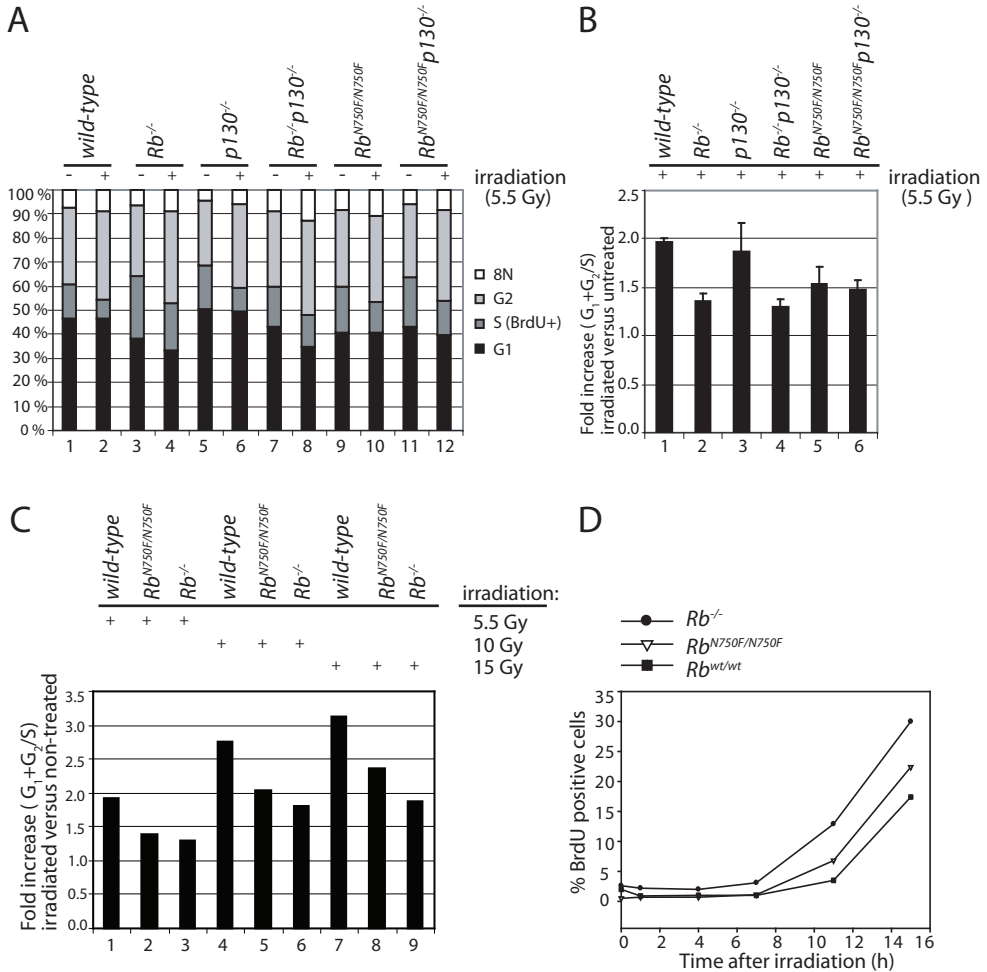 A
wild-type
Rb-/-
p130-/-
Rb-/-p130-/-
RbN750F/N750F
RbN750F/N750Fp130-/-
- + - + - + - + - + - +
irradiation
(5.5 Gy)
100 %
90 %
80 %
70 %
60 %
50 %
40 %
30 %
20 %
10 %
0 %
8N
G2
S (BrdU+)
G1
1 2 3 4 5 6 7 8 9 10 11 12
B
wild-type
Rb-/-
p130-/-
Rb-/-p130-/-
RbN750F/N750F
RbN750F/N750Fp130-/-
+ + + + + +
irradiation
(5.5 Gy )
Fold increase ( G1+G2/S)
irradiated versus untreated
2.5
2.0
1.5
1.0
0.5
0.0
1 2 3 4 5 6
C
wild-type
RbN750F/N750F
Rb-/-
wild-type
RbN750F/N750F
Rb-/-
wild-type
RbN750F/N750F
Rb-/-
irradiation:
+ + + 5.5 Gy
+ + + 10 Gy
+ + + 15 Gy
Fold increase ( G1+G2/S)
irradiated versus non-treated
3.5
3.0
2.5
2.0
1.5
1.0
0.5
0.0
1 2 3 4 5 6 7 8 9
D
Rb-/-
RbN750F/N750F
Rbwt/wt
% BrdU positive cells
35
30
25
20
15
10
5
0
0 2 4 6 8 10 12 14 16
Time after irradiation (h)